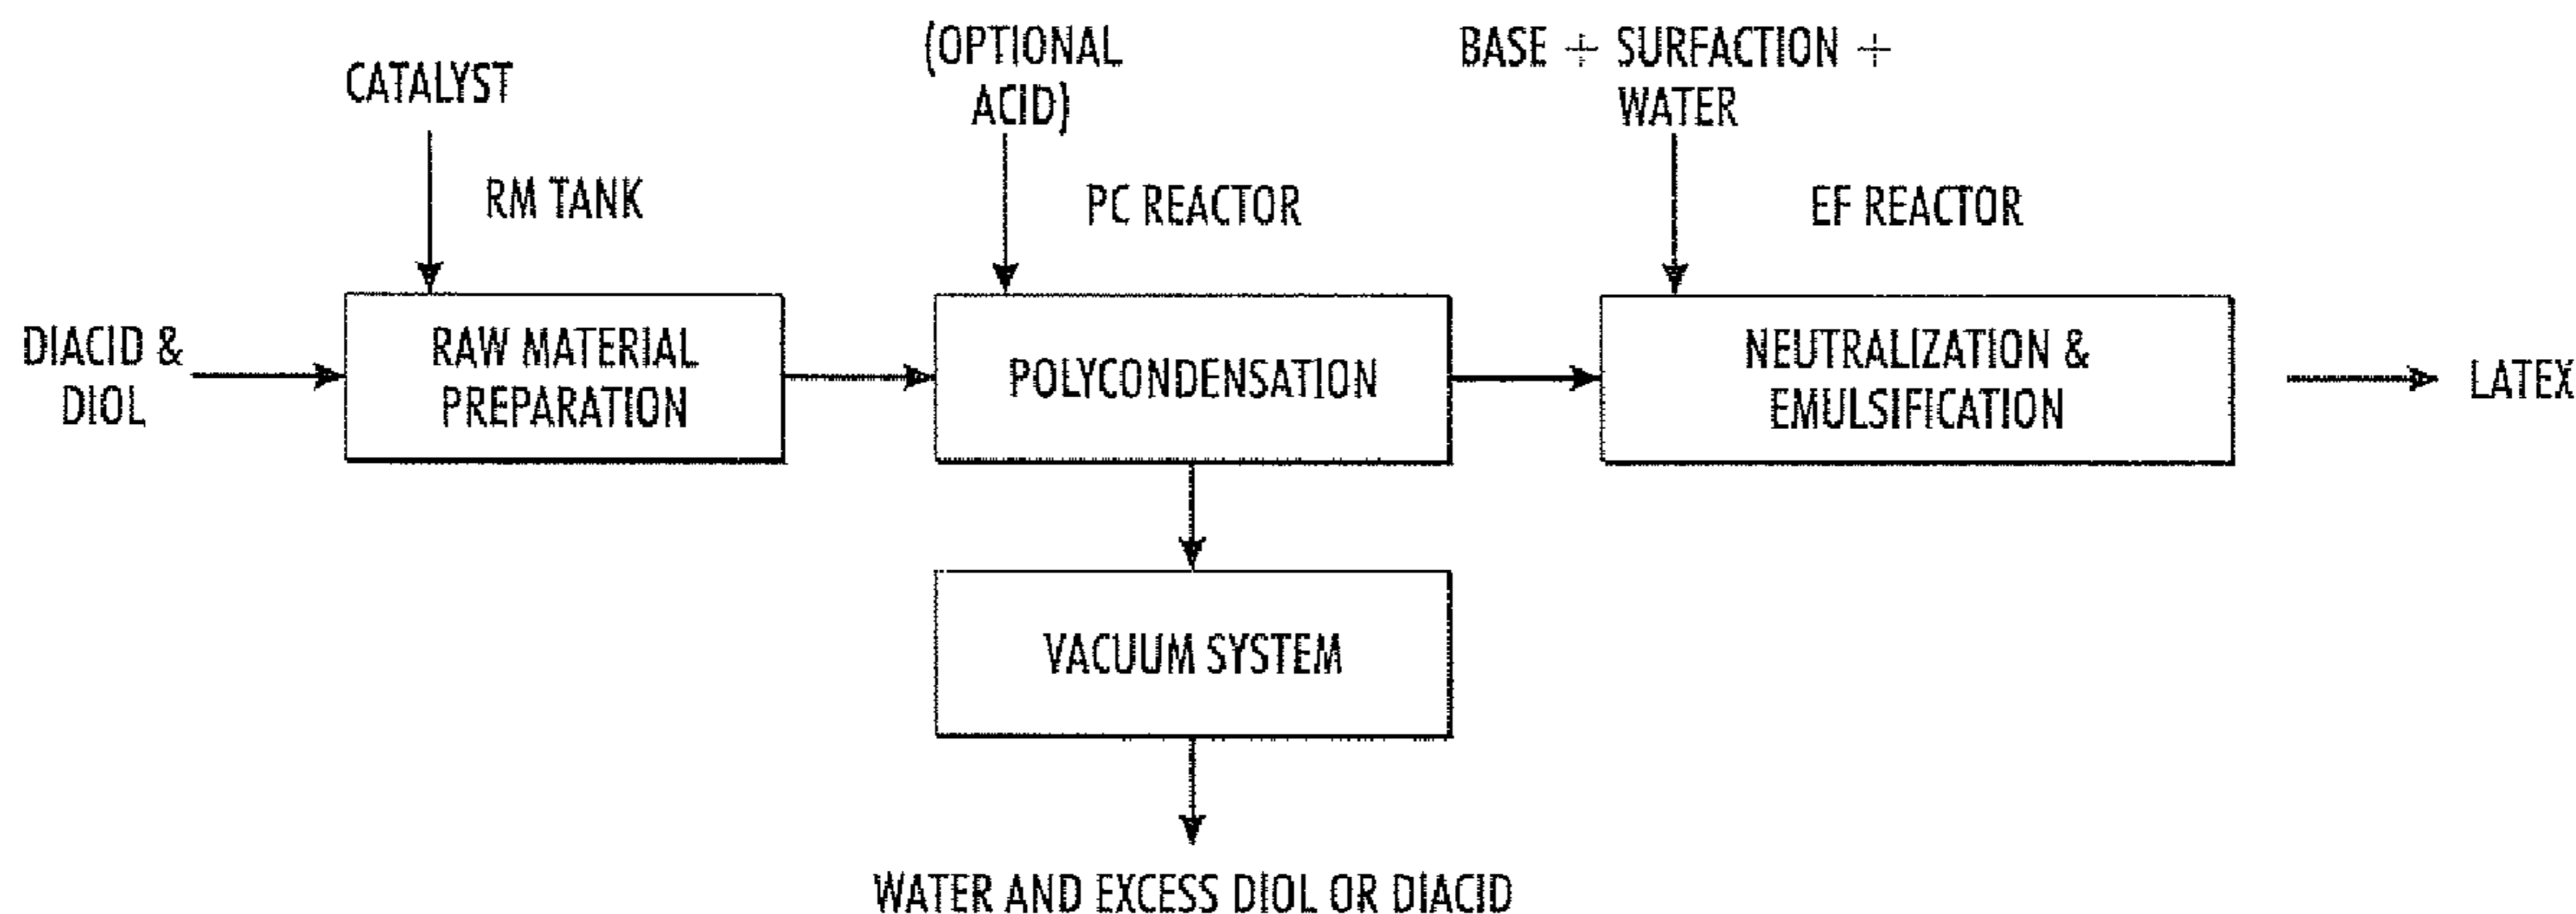 CATALYST
(OPTIONAL
ACID)
BASE + SURFACTION +
WATER
RM TANK
PC REACTOR
EF REACTOR
DIACID &
DIOL
RAW MATERIAL
PREPARATION
POLYCONDENSATION
NEUTRALIZATION &
EMULSIFICATION
LATEX
VACUUM SYSTEM
WATER AND EXCESS DIOL OR DIACID